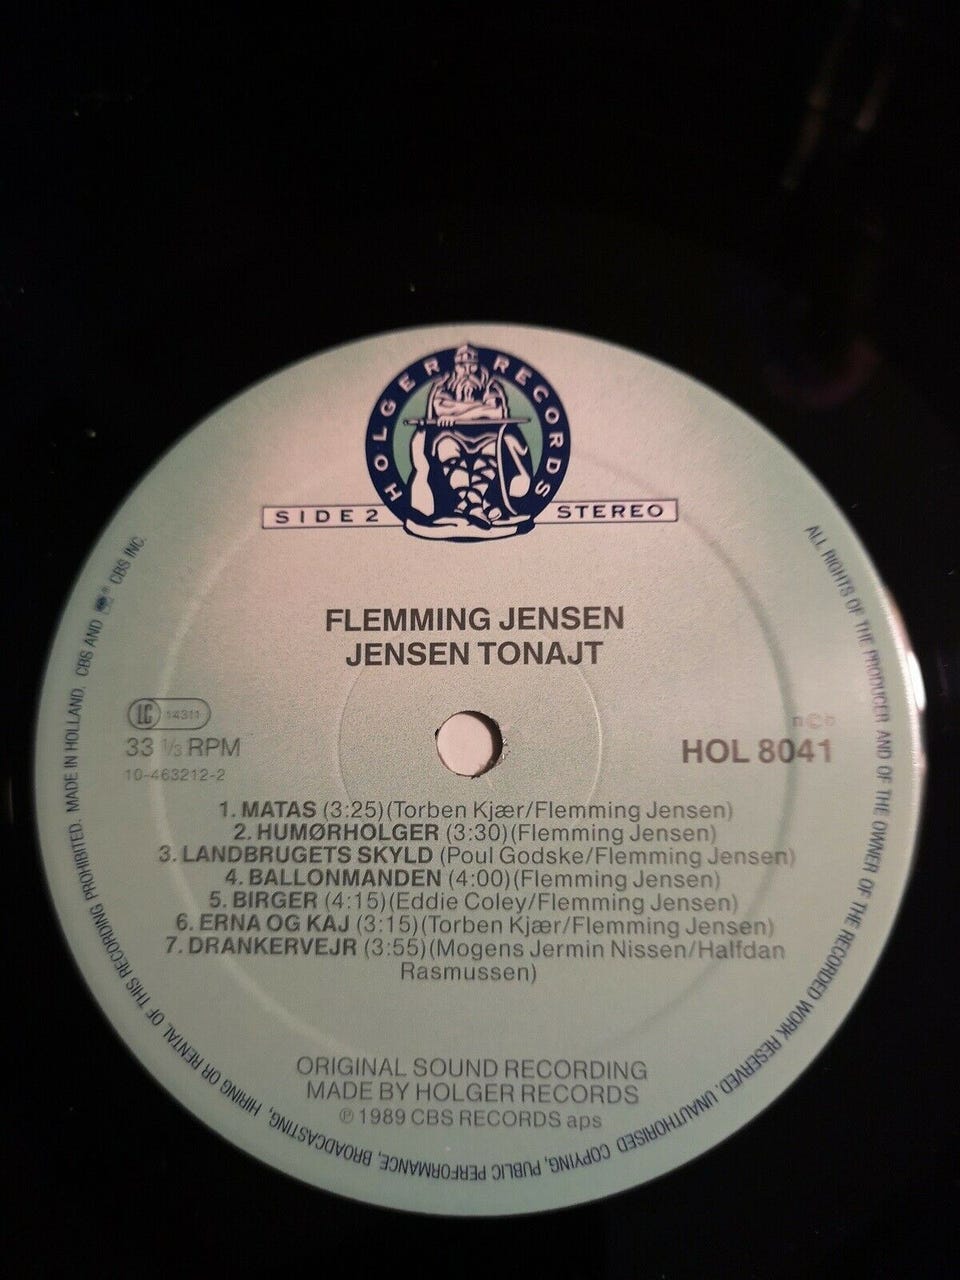 HOLGER RECORDS
SIDE 2 STEREO
FLEMMING JENSEN
JENSEN TONAJT
LC 14311
33 1/3 RPM
10-463212-2
n©b
HOL 8041
1. MATAS (3:25)(Torben Kjær/Flemming Jensen)
2. HUMØRHOLGER (3:30)(Flemming Jensen)
3. LANDBRUGETS SKYLD (Poul Godske/Flemming Jensen)
4. BALLONMANDEN (4:00)(Flemming Jensen)
5. BIRGER (4:15)(Eddie Coley/Flemming Jensen)
6. ERNA OG KAJ (3:15)(Torben Kjær/Flemming Jensen)
7. DRANKERVEJR (3:55)(Mogens Jermin Nissen/Halfdan
Rasmussen)
ORIGINAL SOUND RECORDING
MADE BY HOLGER RECORDS
℗ 1989 CBS RECORDS aps
ALL RIGHTS OF THE PRODUCER AND OF THE OWNER OF THE RECORDED WORK RESERVED. UNAUTHORISED COPYING, PUBLIC PERFORMANCE, BROADCASTING, HIRING OR RENTAL OF THIS RECORDING PROHIBITED. MADE IN HOLLAND. CBS AND ® CBS INC.